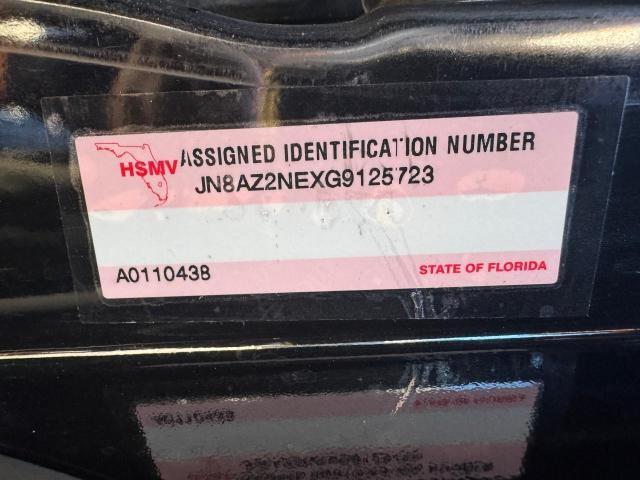 ASSIGNED IDENTIFICATION NUMBER
HSMV
JN8AZ2NEXG9125723
A0110438
STATE OF FLORIDA